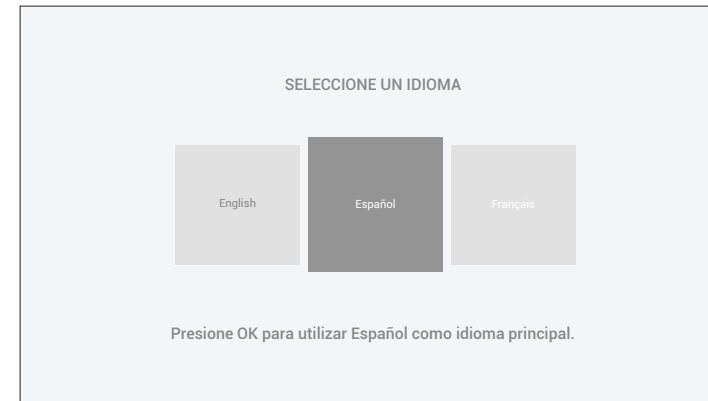 SELECCIONE UN IDIOMA
English
Español
Français
Presione OK para utilizar Español como idioma principal.